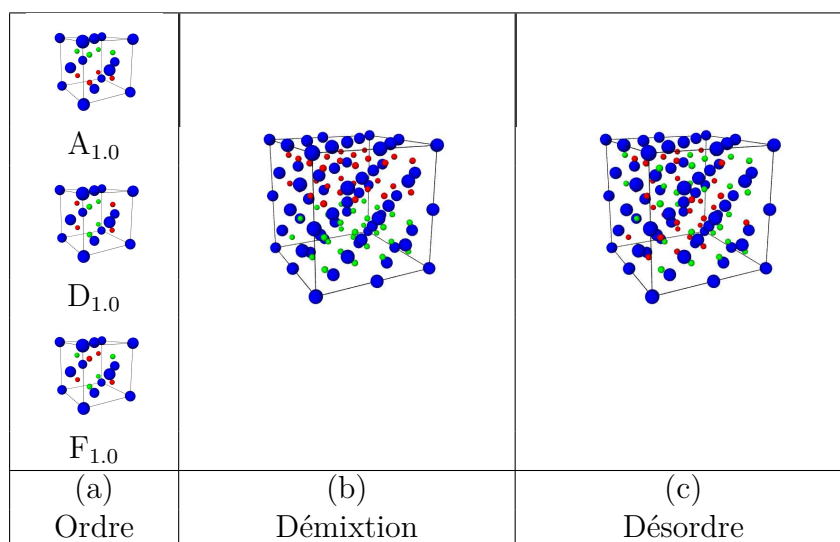 A1.0
D1.0
F1.0
(a)
Ordre
(b)
Démixtion
(c)
Désordre